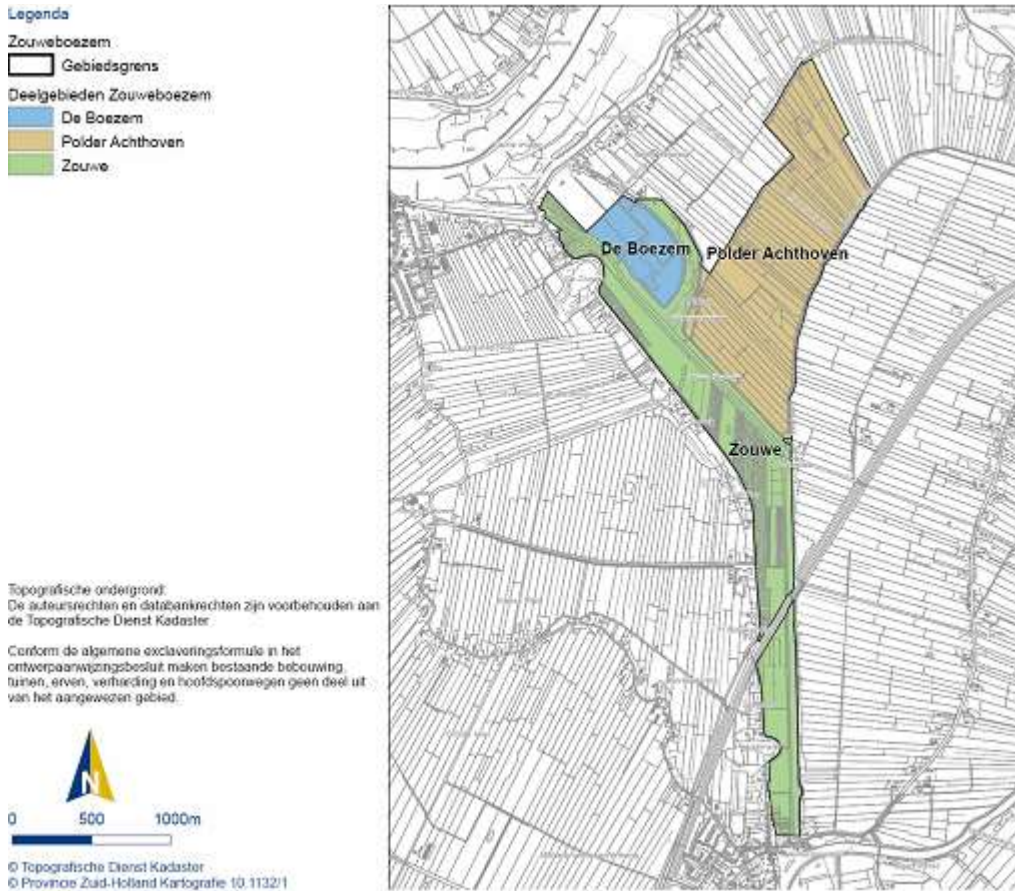 Legenda
Zouweboezem
Gebiedsgrens
Deelgebieden Zouweboezem
De Boezem
Polder Achthoven
Zouwe
De Boezem
Polder Achthoven
Zouwe
Topografische ondergrond:
De auteursrechten en databankrechten zijn voorbehouden aan
de Topografische Dienst Kadaster
Conform de algemene exclaveringsformule in het
ontwerpaanwijzingsbesluit maken bestaande bebouwing,
tuinen, erven, verharding en hoofdspoorwegen geen deel uit
van het aangewezen gebied.
N
0 500 1000m
© Topografische Dienst Kadaster
© Provincie Zuid-Holland Kartografie 10.1132/1